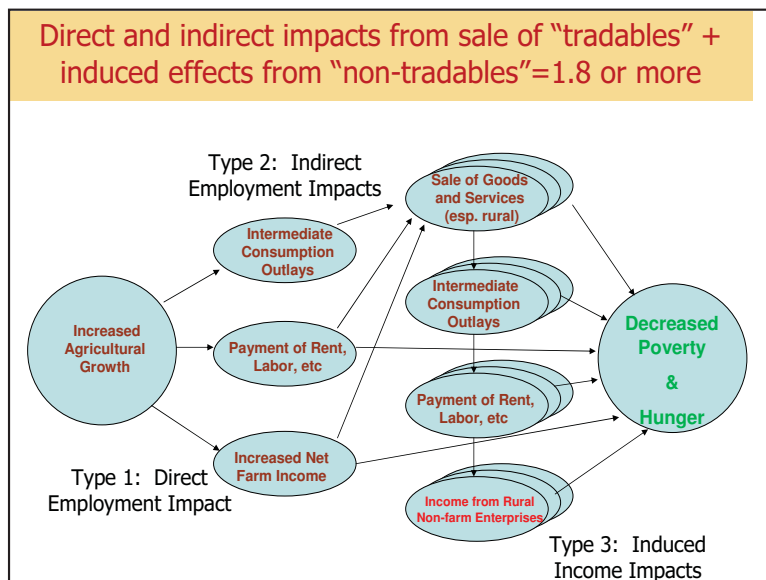 Direct and indirect impacts from sale of “tradables” +
induced effects from “non-tradables”=1.8 or more
Type 2: Indirect
Employment Impacts
Sale of Goods
and Services
(esp. rural)
Intermediate
Consumption
Outlays
Intermediate
Consumption
Outlays
Increased
Agricultural
Growth
Payment of Rent,
Labor, etc
Decreased
Poverty
&
Hunger
Payment of Rent,
Labor, etc
Increased Net
Farm Income
Type 1: Direct
Employment Impact
Income from Rural
Non-farm Enterprises
Type 3: Induced
Income Impacts